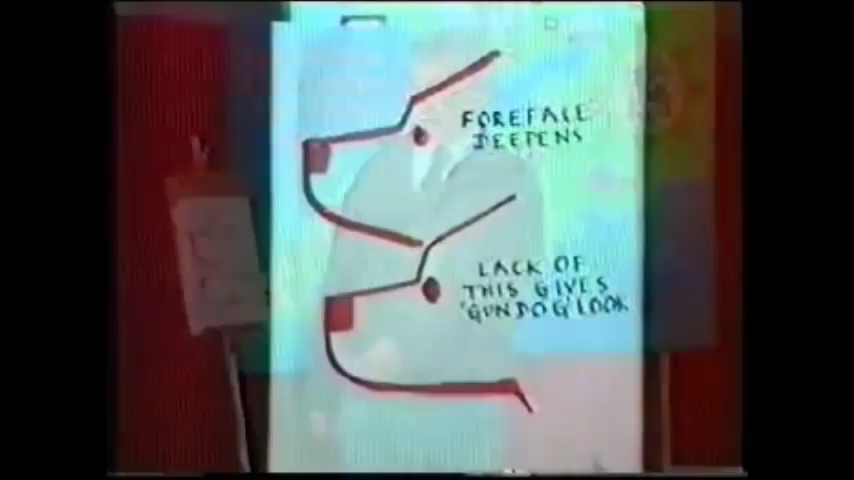 FOREFACE
DEEPENS
LACK OF
THIS GIVES
'GUNDOG' LOOK